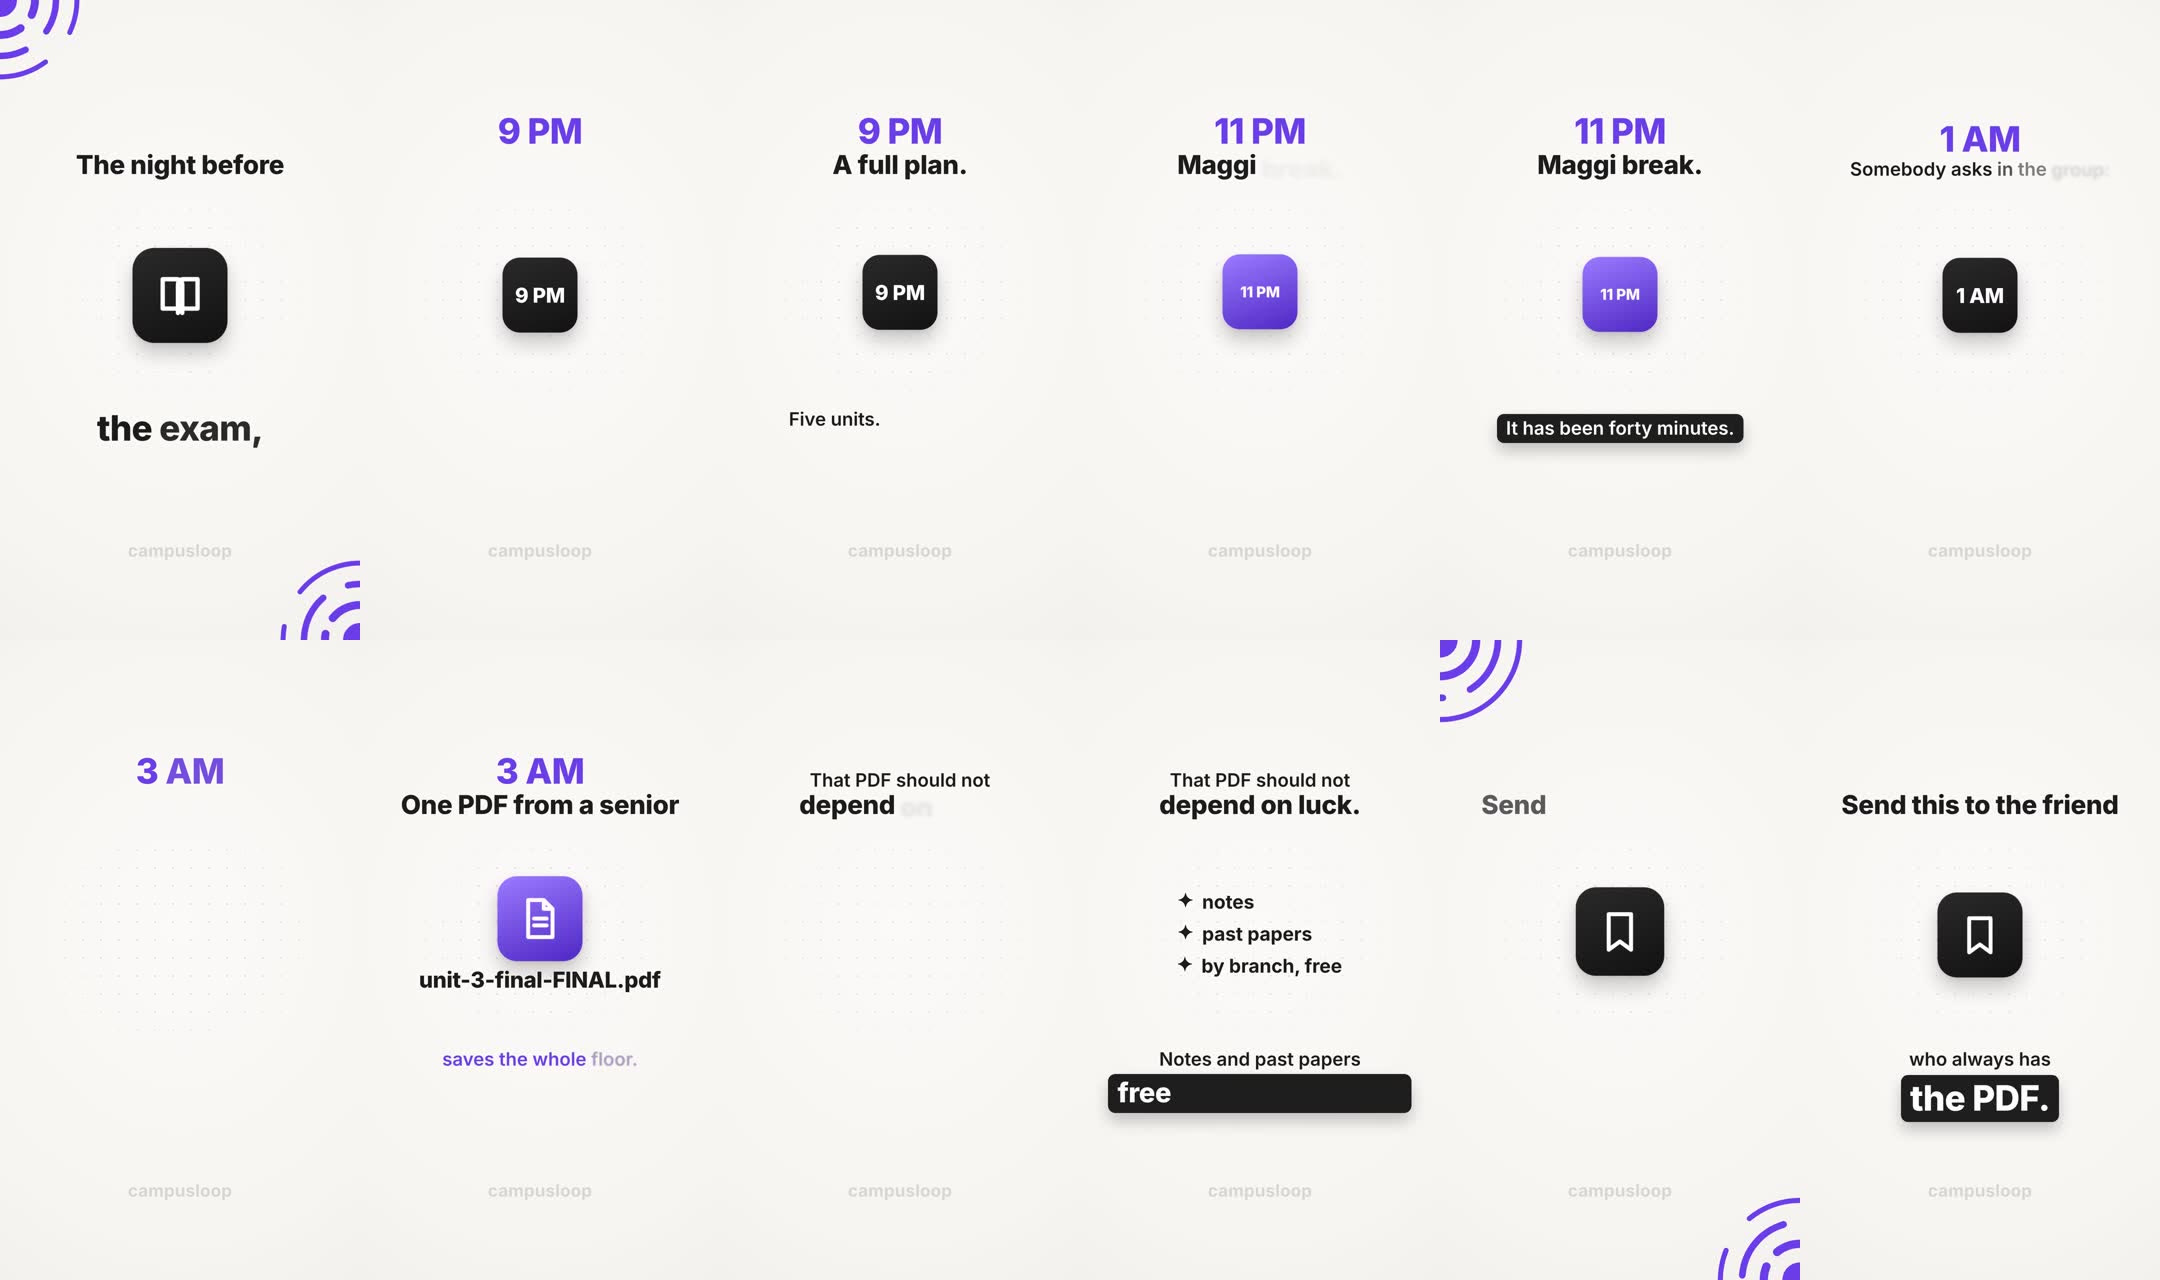 The night before
the exam,
campusloop
9 PM
9 PM
campusloop
9 PM
A full plan.
9 PM
Five units.
campusloop
11 PM
Maggi break.
11 PM
campusloop
11 PM
Maggi break.
11 PM
It has been forty minutes.
campusloop
1 AM
Somebody asks in the group:
1 AM
campusloop
3 AM
campusloop
3 AM
One PDF from a senior
unit-3-final-FINAL.pdf
saves the whole floor.
campusloop
That PDF should not
depend on
campusloop
That PDF should not
depend on luck.
notes
past papers
by branch, free
Notes and past papers
free
campusloop
Send
campusloop
Send this to the friend
who always has
the PDF.
campusloop